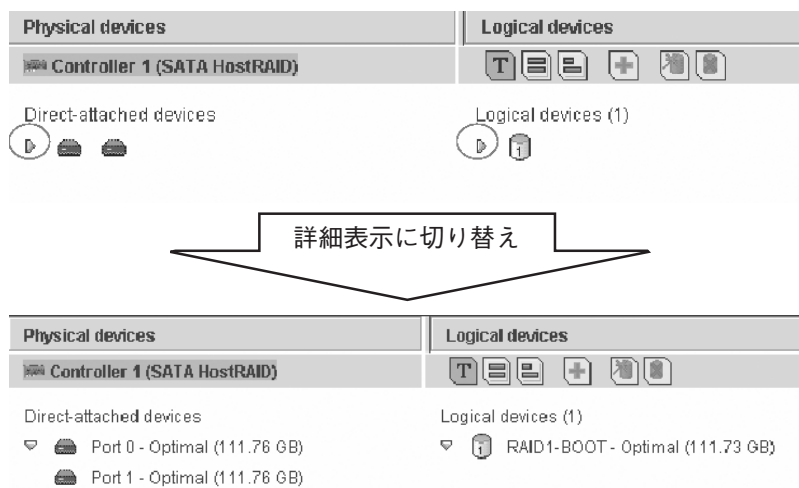 Physical devices
Logical devices
Controller 1 (SATA HostRAID)
T
Direct-attached devices
Logical devices (1)
1
詳細表示に切り替え
Physical devices
Logical devices
Controller 1 (SATA HostRAID)
T
Direct-attached devices
Logical devices (1)
Port 0 - Optimal (111.76 GB)
1 RAID1-BOOT - Optimal (111.73 GB)
Port 1 - Optimal (111.76 GB)